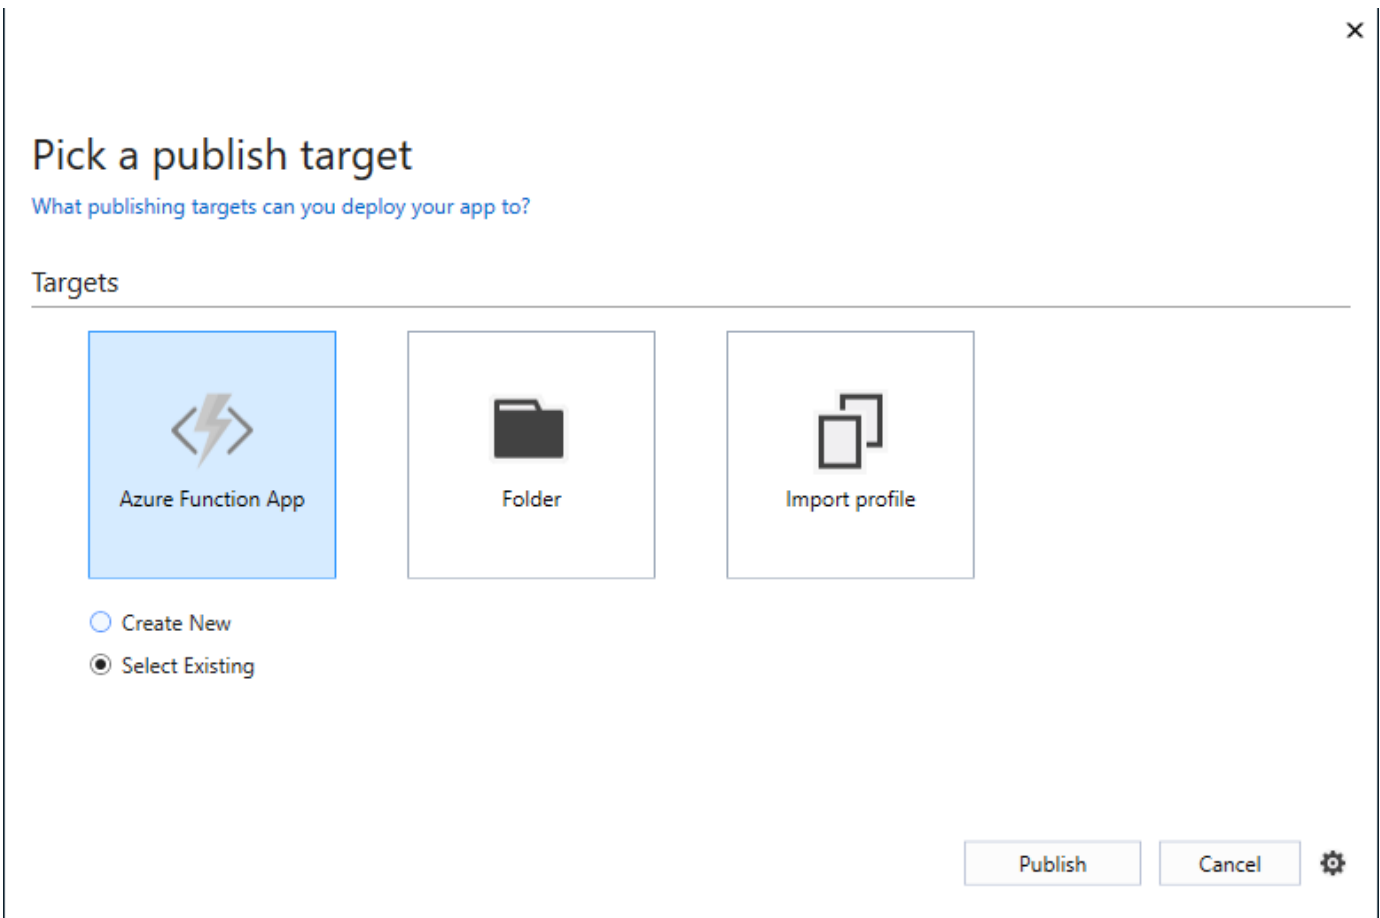 Pick a publish target
What publishing targets can you deploy your app to?
Targets
Azure Function App
Folder
Import profile
Create New
Select Existing
Publish
Cancel